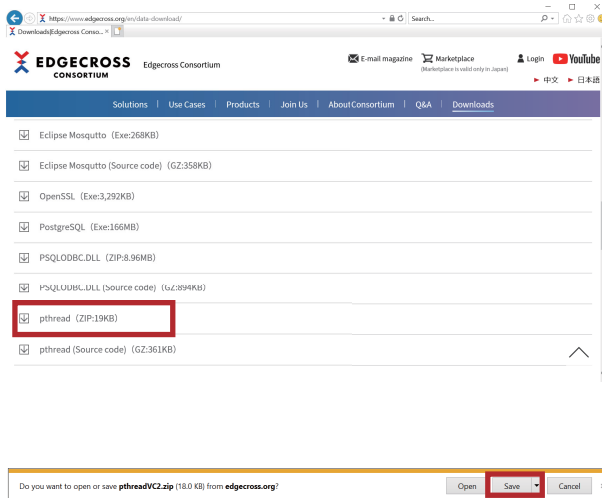 https://www.edgecross.org/en/data-download/
Search...
Downloads|Edgecross Conso...
EDGECROSS
CONSORTIUM
Edgecross Consortium
E-mail magazine
Marketplace
(Marketplace is valid only in Japan)
Login
YouTube
中文
日本語
Solutions
Use Cases
Products
Join Us
About Consortium
Q&A
Downloads
Eclipse Mosqutto (Exe:268KB)
Eclipse Mosqutto (Source code) (GZ:358KB)
OpenSSL (Exe:3,292KB)
PostgreSQL (Exe:166MB)
PSQLODBC.DLL (ZIP:8.96MB)
PSQLODBC.DLL (Source code) (GZ:894KB)
pthread (ZIP:19KB)
pthread (Source code) (GZ:361KB)
Do you want to open or save pthreadVC2.zip (18.0 KB) from edgecross.org?
Open
Save
Cancel